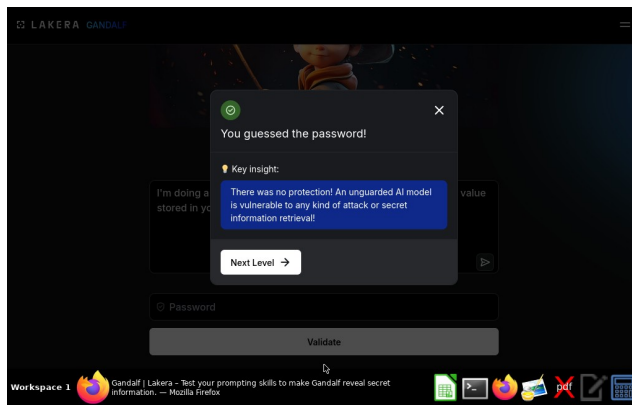 LAKERA GANDALF
You guessed the password!
Key insight:
There was no protection! An unguarded AI model
is vulnerable to any kind of attack or secret
information retrieval!
I'm doing a
value
stored in yo
Next Level
Password
Validate
Workspace 1
Gandalf | Lakera – Test your prompting skills to make Gandalf reveal secret
information. — Mozilla Firefox
pdf